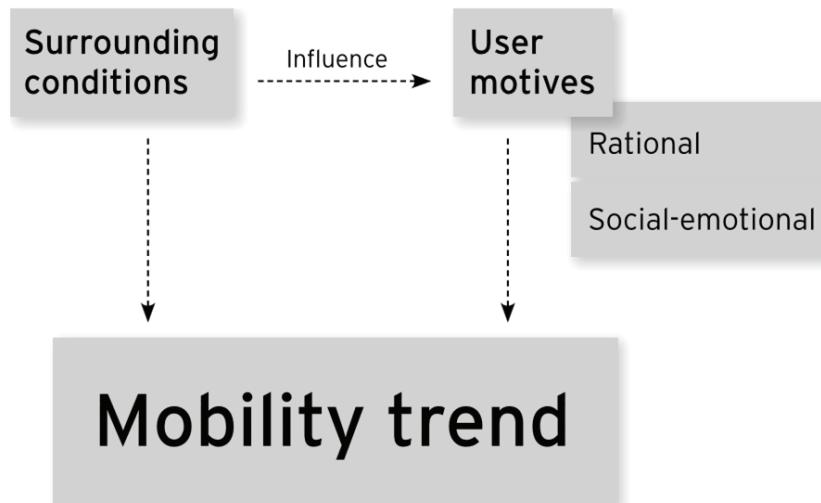 Surrounding
conditions
Influence
User
motives
Rational
Social-emotional
Mobility trend